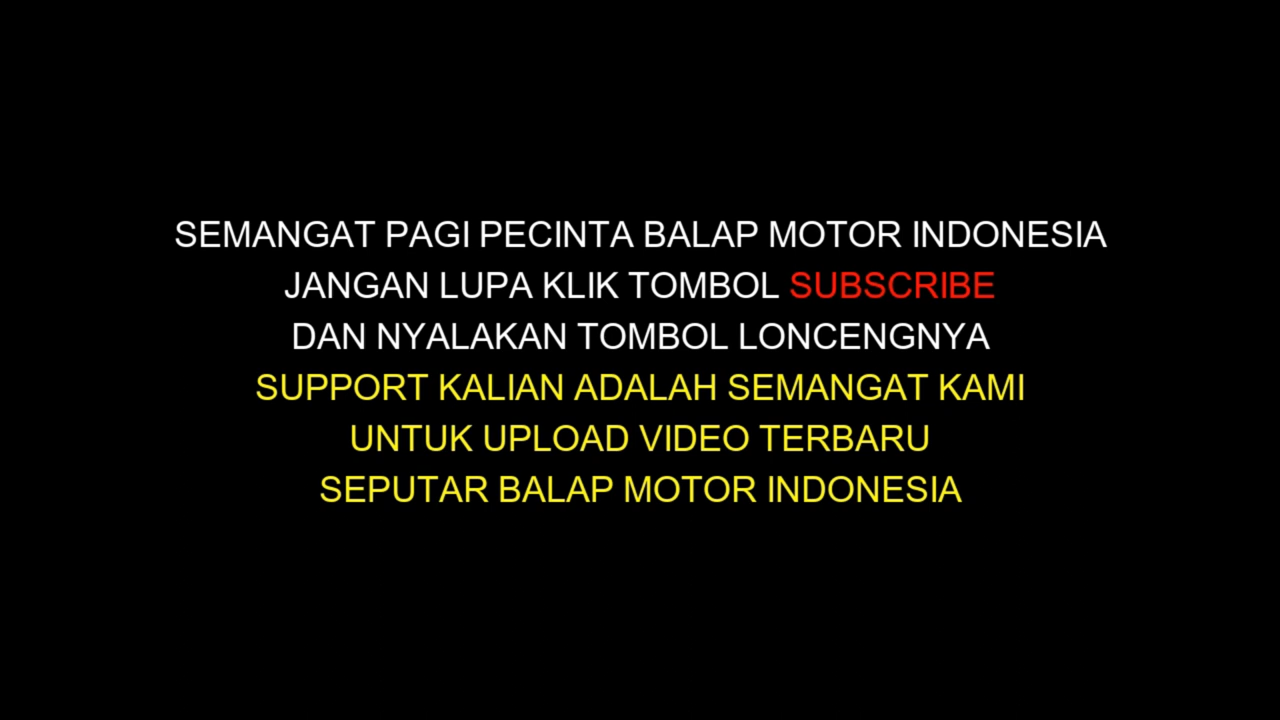 SEMANGAT PAGI PECINTA BALAP MOTOR INDONESIA
JANGAN LUPA KLIK TOMBOL SUBSCRIBE
DAN NYALAKAN TOMBOL LONCENGNYA
SUPPORT KALIAN ADALAH SEMANGAT KAMI
UNTUK UPLOAD VIDEO TERBARU
SEPUTAR BALAP MOTOR INDONESIA